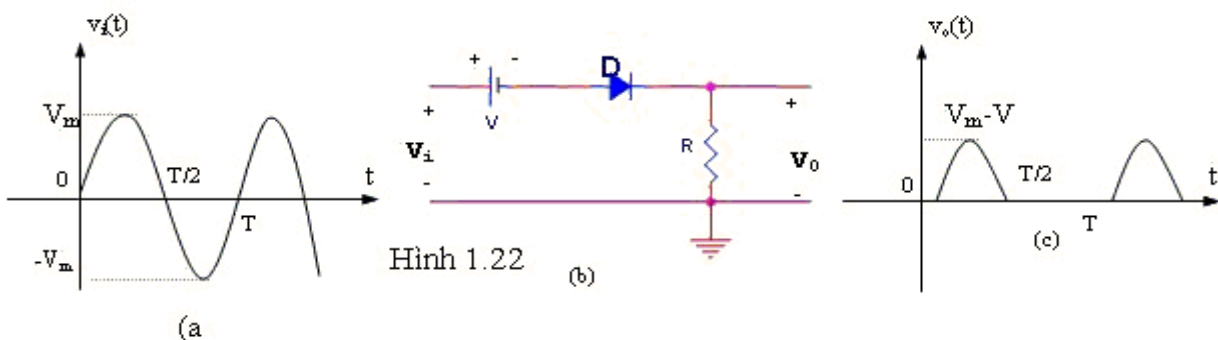 vᵢ(t)
Vₘ
0
T/2
t
T
-Vₘ
(a
+
-
D
V
+
vᵢ
-
R
+
v₀
-
Hình 1.22
(b)
vₒ(t)
Vₘ-V
0
T/2
t
T
(c)